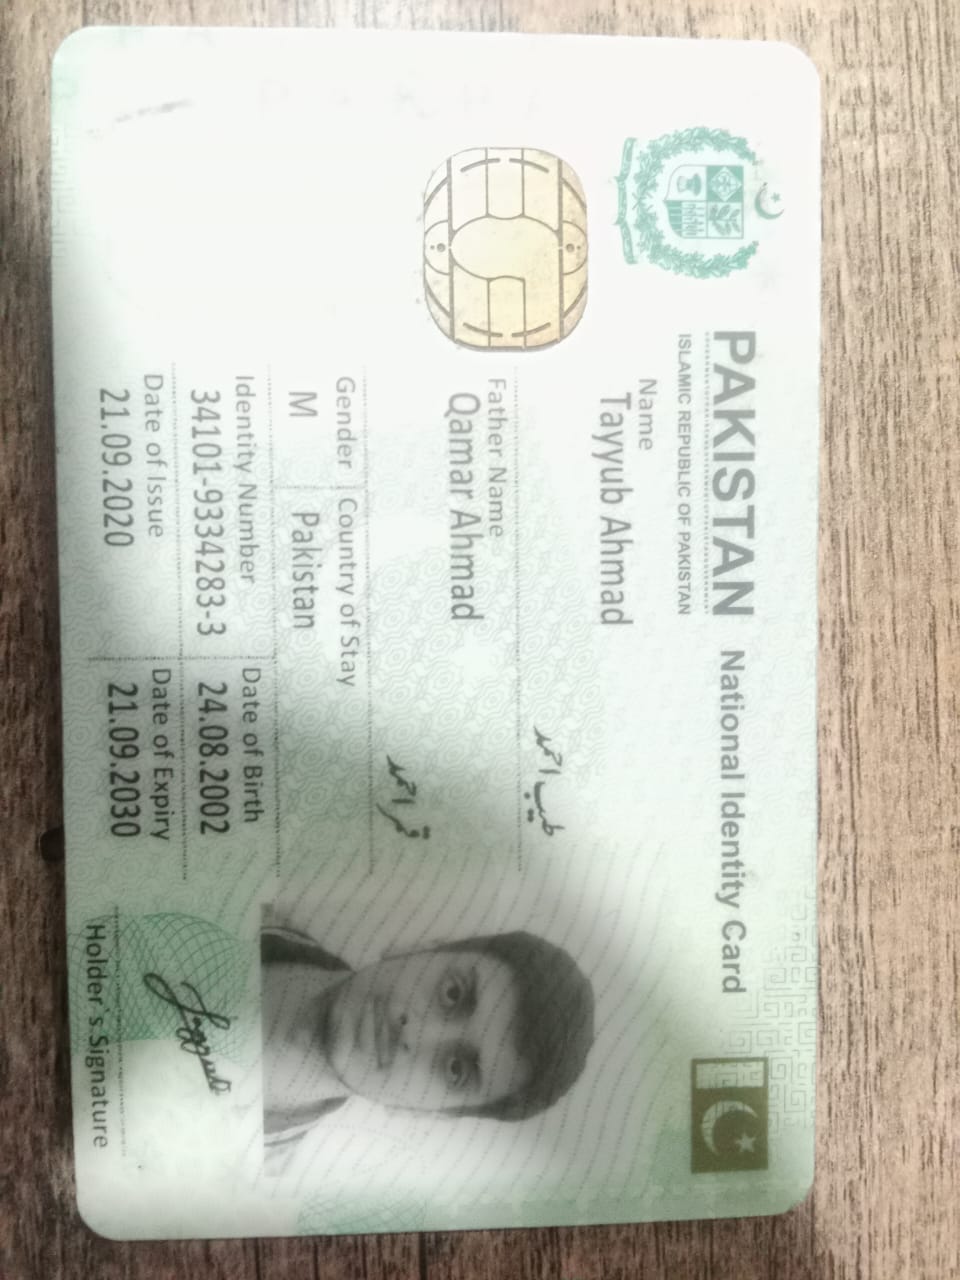 PAKISTAN National Identity Card
ISLAMIC REPUBLIC OF PAKISTAN
Name
Tayyub Ahmad
طیب احمد
Father Name
Qamar Ahmad
قمر احمد
Gender Country of Stay
M Pakistan
Identity Number Date of Birth
34101-9334283-3 24.08.2002
Date of Issue Date of Expiry
21.09.2020 21.09.2030
Holder's Signature